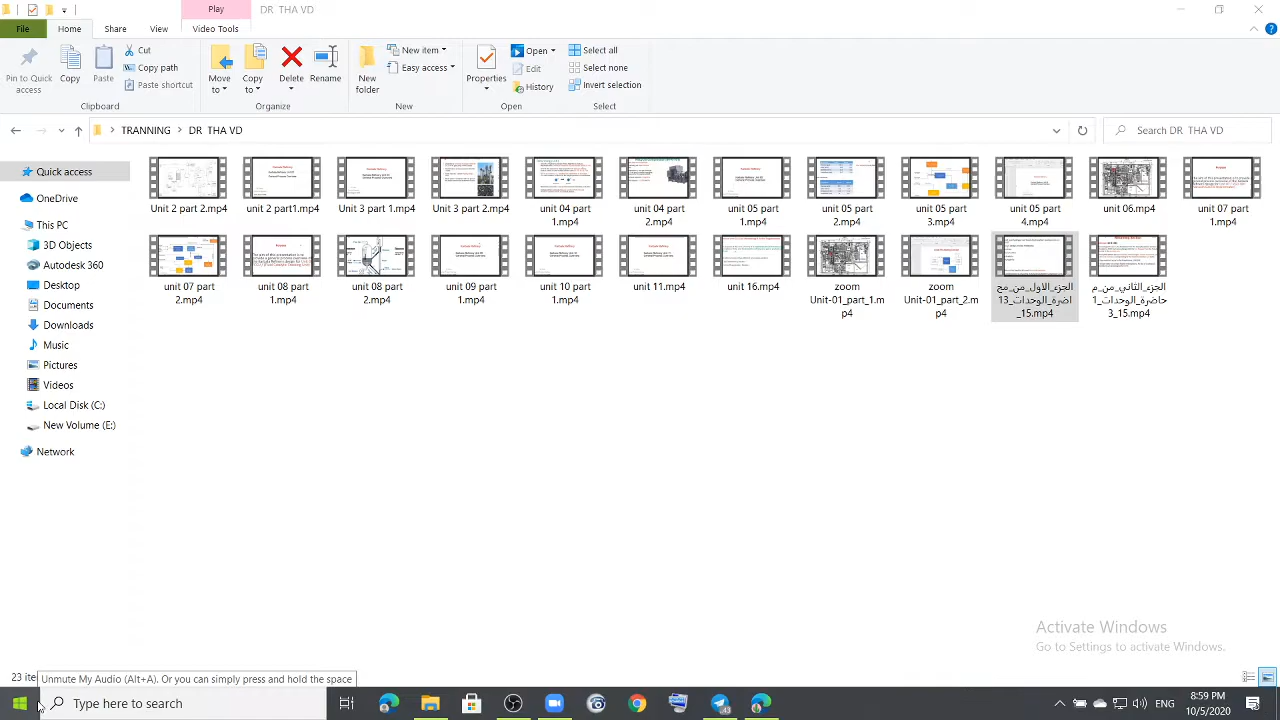 Play
DR THA VD
File
Home
Share
View
Video Tools
Pin to Quick access
Copy
Paste
Cut
Copy path
Paste shortcut
Clipboard
Move to
Copy to
Delete
Rename
Organize
New folder
New item
Easy access
New
Properties
Open
Edit
History
Open
Select all
Select none
Invert selection
Select
TRANNING > DR THA VD
Search DR THA VD
Quick access
OneDrive
This PC
3D Objects
Autodesk 360
Desktop
Documents
Downloads
Music
Pictures
Videos
Local Disk (C:)
New Volume (E:)
Network
Unit 2 part 2.mp4
unit 2 part1.mp4
Unit 3 part 1.mp4
Unit 3 part 2.mp4
unit 04 part 1.mp4
unit 04 part 2.mp4
unit 05 part 1.mp4
unit 05 part 2.mp4
unit 05 part 3.mp4
unit 05 part 4.mp4
unit 06.mp4
unit 07 part 1.mp4
unit 07 part 2.mp4
unit 08 part 1.mp4
unit 08 part 2.mp4
unit 09 part 1.mp4
unit 10 part 1.mp4
unit 11.mp4
unit 16.mp4
zoom Unit-01_part_1.mp4
zoom Unit-01_part_2.mp4
الجزء_الاول_من_محاضرة_الوحدات_13_15.mp4
الجزء_الثاني_من_محاضرة_الوحدات_13_15.mp4
Activate Windows
Go to Settings to activate Windows.
23 ite
Unmute My Audio (Alt+A). Or you can simply press and hold the space
Type here to search
ENG
8:59 PM
10/5/2020